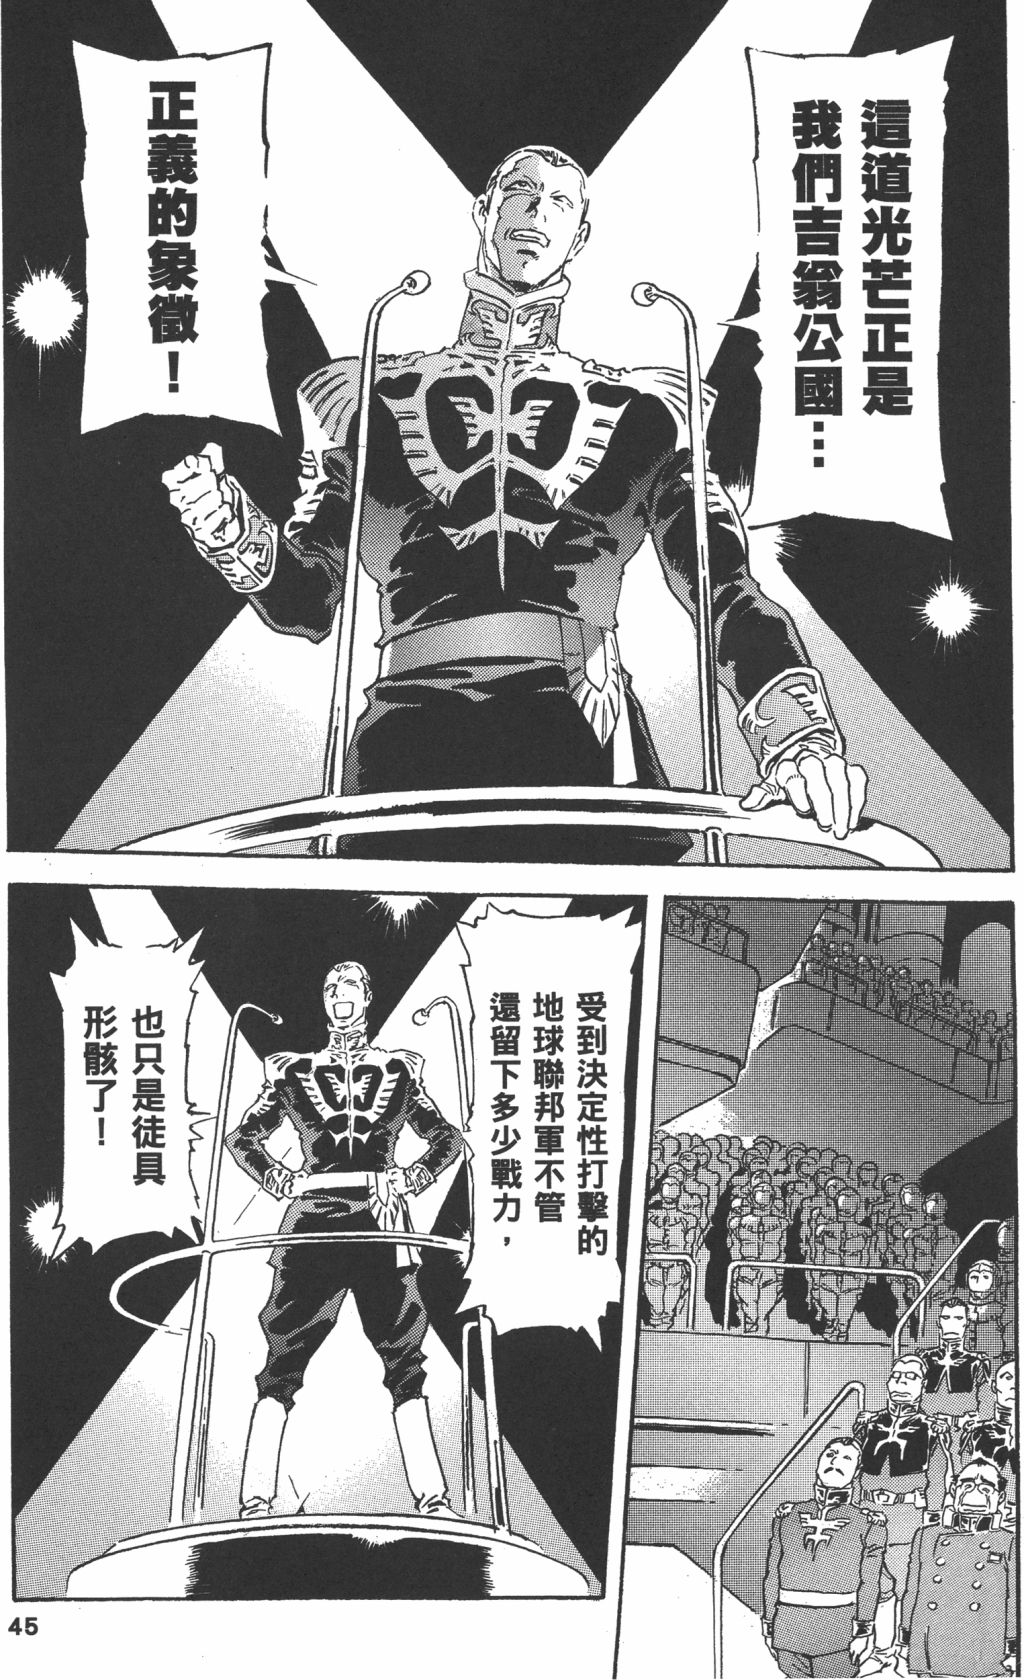 這道光芒正是
我們吉翁公國…
正義的象徵！
受到決定性打擊的
地球聯邦軍不管
還留下多少戰力，
也只是徒具
形骸了！
45